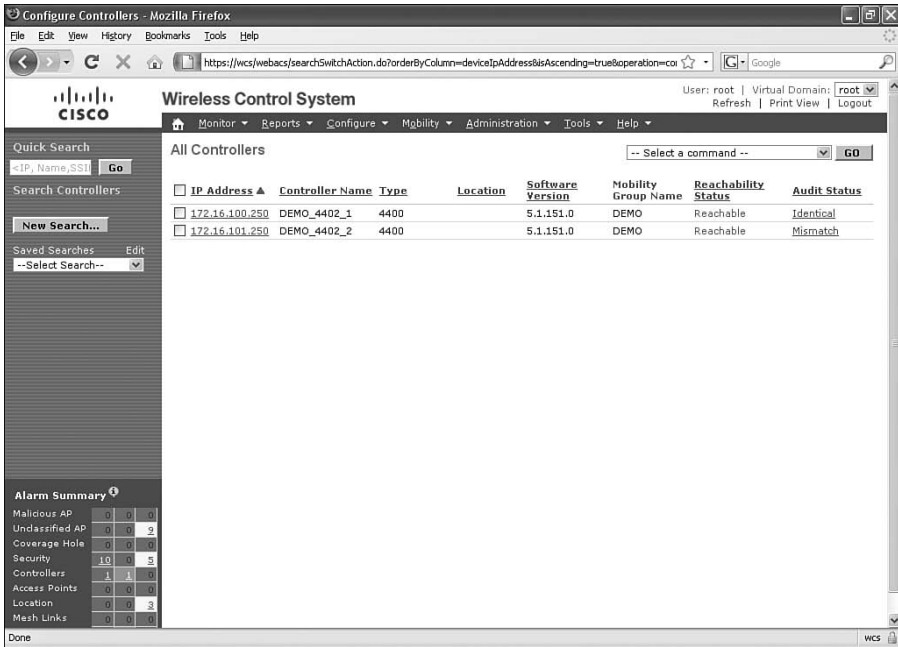 Configure Controllers - Mozilla Firefox
File Edit View History Bookmarks Tools Help
https://wcs/webacs/searchSwitchAction.do?orderByColumn=deviceIpAddress&isAscending=true&operation=cor
G Google
CISCO
Wireless Control System
User: root | Virtual Domain: root
Refresh | Print View | Logout
Monitor Reports Configure Mobility Administration Tools Help
Quick Search
<IP, Name,SSI Go
Search Controllers
New Search...
Saved Searches Edit
--Select Search--
All Controllers
-- Select a command -- GO
IP Address Controller Name Type Location Software Version Mobility Group Name Reachability Status Audit Status
172.16.100.250 DEMO_4402_1 4400 5.1.151.0 DEMO Reachable Identical
172.16.101.250 DEMO_4402_2 4400 5.1.151.0 DEMO Reachable Mismatch
Alarm Summary
Malicious AP 0 0 0
Unclassified AP 0 0 9
Coverage Hole 0 0 0
Security 10 0 5
Controllers 1 1 0
Access Points 0 0 0
Location 0 0 3
Mesh Links 0 0 0
Done
wcs